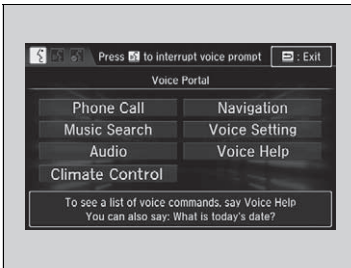 Press to interrupt voice prompt : Exit
Voice Portal
Phone Call Navigation
Music Search Voice Setting
Audio Voice Help
Climate Control
To see a list of voice commands, say Voice Help
You can also say: What is today's date?